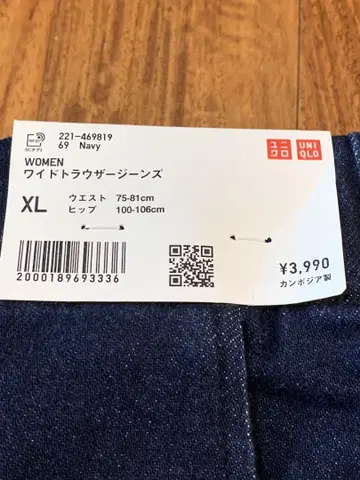 221-469819
69 Navy
WOMEN
ワイドトラウザージーンズ
ユニクロ
UNIQLO
XL
ウエスト 75-81cm
ヒップ 100-106cm
2000189693336
¥3,990
カンボジア製